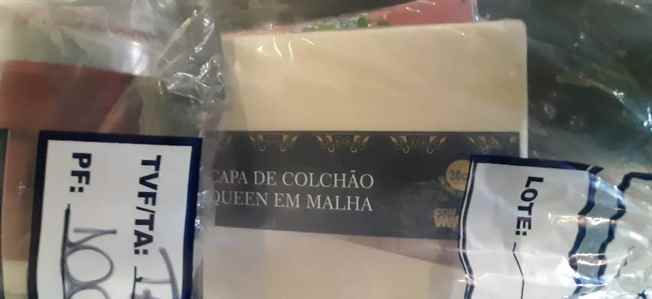 CAPA DE COLCHÃO
QUEEN EM MALHA
TVF/TA:
PF:
LOTE: